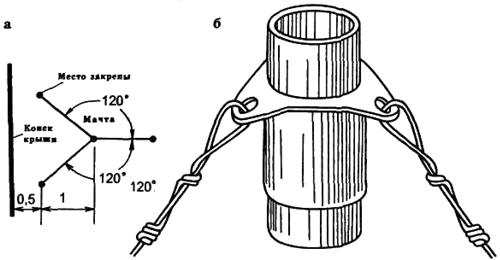 а
б
Место закрепы
120°
Мачта
Конек
крыши
120°
120°
0,5
1